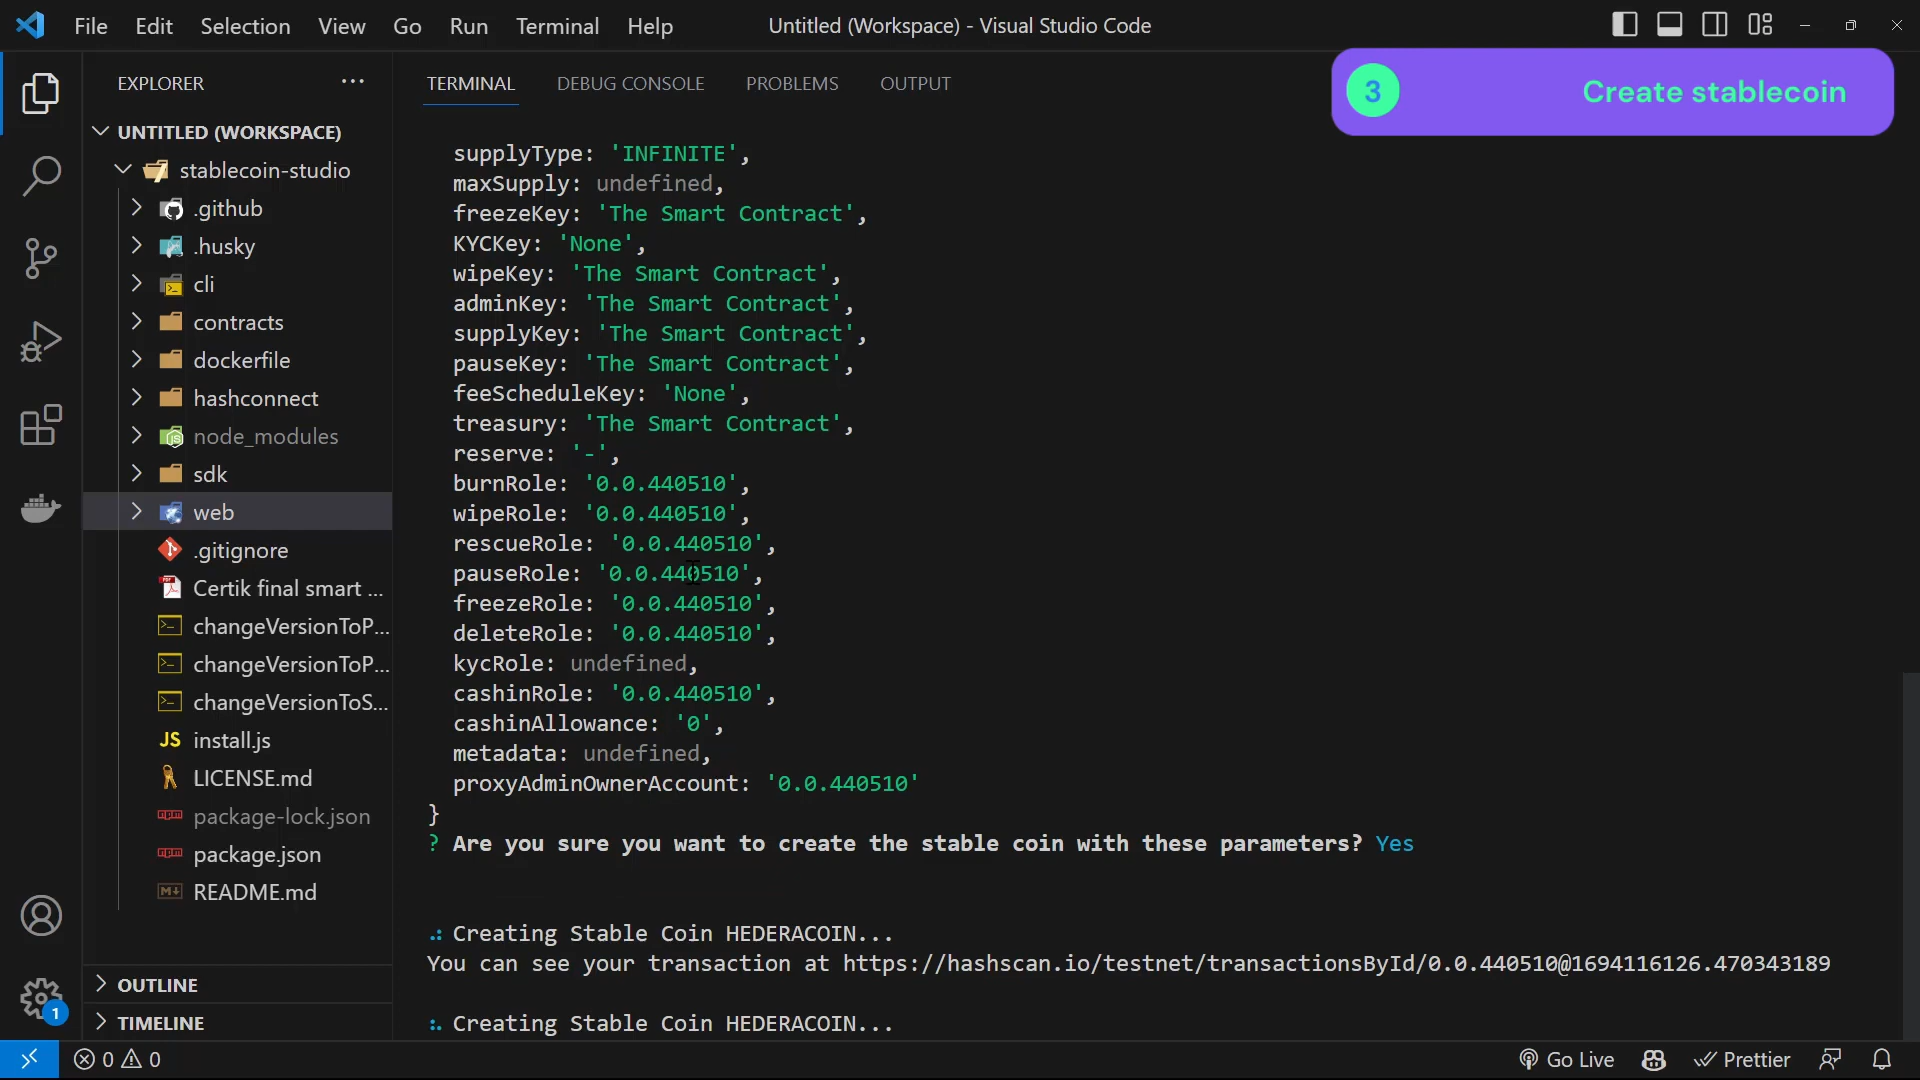 File Edit Selection View Go Run Terminal Help
Untitled (Workspace) - Visual Studio Code
EXPLORER
UNTITLED (WORKSPACE)
stablecoin-studio
.github
.husky
cli
contracts
dockerfile
hashconnect
node_modules
sdk
web
.gitignore
Certik final smart ...
changeVersionToP...
changeVersionToP...
changeVersionToS...
JS install.js
LICENSE.md
package-lock.json
package.json
README.md
OUTLINE
TIMELINE
1
TERMINAL DEBUG CONSOLE PROBLEMS OUTPUT
3 Create stablecoin
supplyType: 'INFINITE',
maxSupply: undefined,
freezeKey: 'The Smart Contract',
KYCKey: 'None',
wipeKey: 'The Smart Contract',
adminKey: 'The Smart Contract',
supplyKey: 'The Smart Contract',
pauseKey: 'The Smart Contract',
feeScheduleKey: 'None',
treasury: 'The Smart Contract',
reserve: '-',
burnRole: '0.0.440510',
wipeRole: '0.0.440510',
rescueRole: '0.0.440510',
pauseRole: '0.0.440510',
freezeRole: '0.0.440510',
deleteRole: '0.0.440510',
kycRole: undefined,
cashinRole: '0.0.440510',
cashinAllowance: '0',
metadata: undefined,
proxyAdminOwnerAccount: '0.0.440510'
}
? Are you sure you want to create the stable coin with these parameters? Yes
Creating Stable Coin HEDERACOIN...
You can see your transaction at https://hashscan.io/testnet/transactionsById/0.0.440510@1694116126.470343189
Creating Stable Coin HEDERACOIN...
0 0
Go Live
Prettier